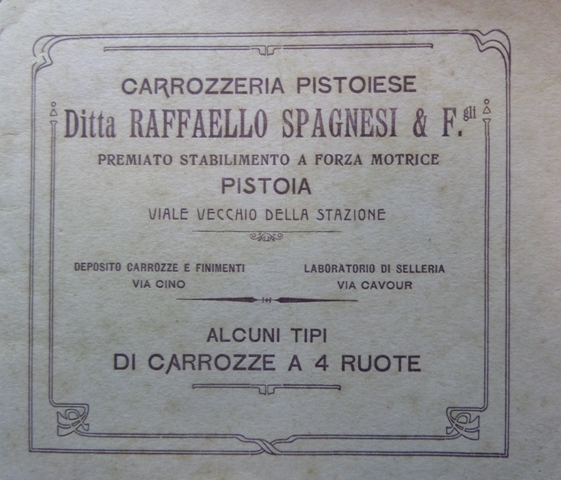 CARROZZERIA PISTOIESE
Ditta RAFFAELLO SPAGNESI & F.gli
PREMIATO STABILIMENTO A FORZA MOTRICE
PISTOIA
VIALE VECCHIO DELLA STAZIONE
DEPOSITO CARROZZE E FINIMENTI
VIA CINO
LABORATORIO DI SELLERIA
VIA CAVOUR
ALCUNI TIPI
DI CARROZZE A 4 RUOTE